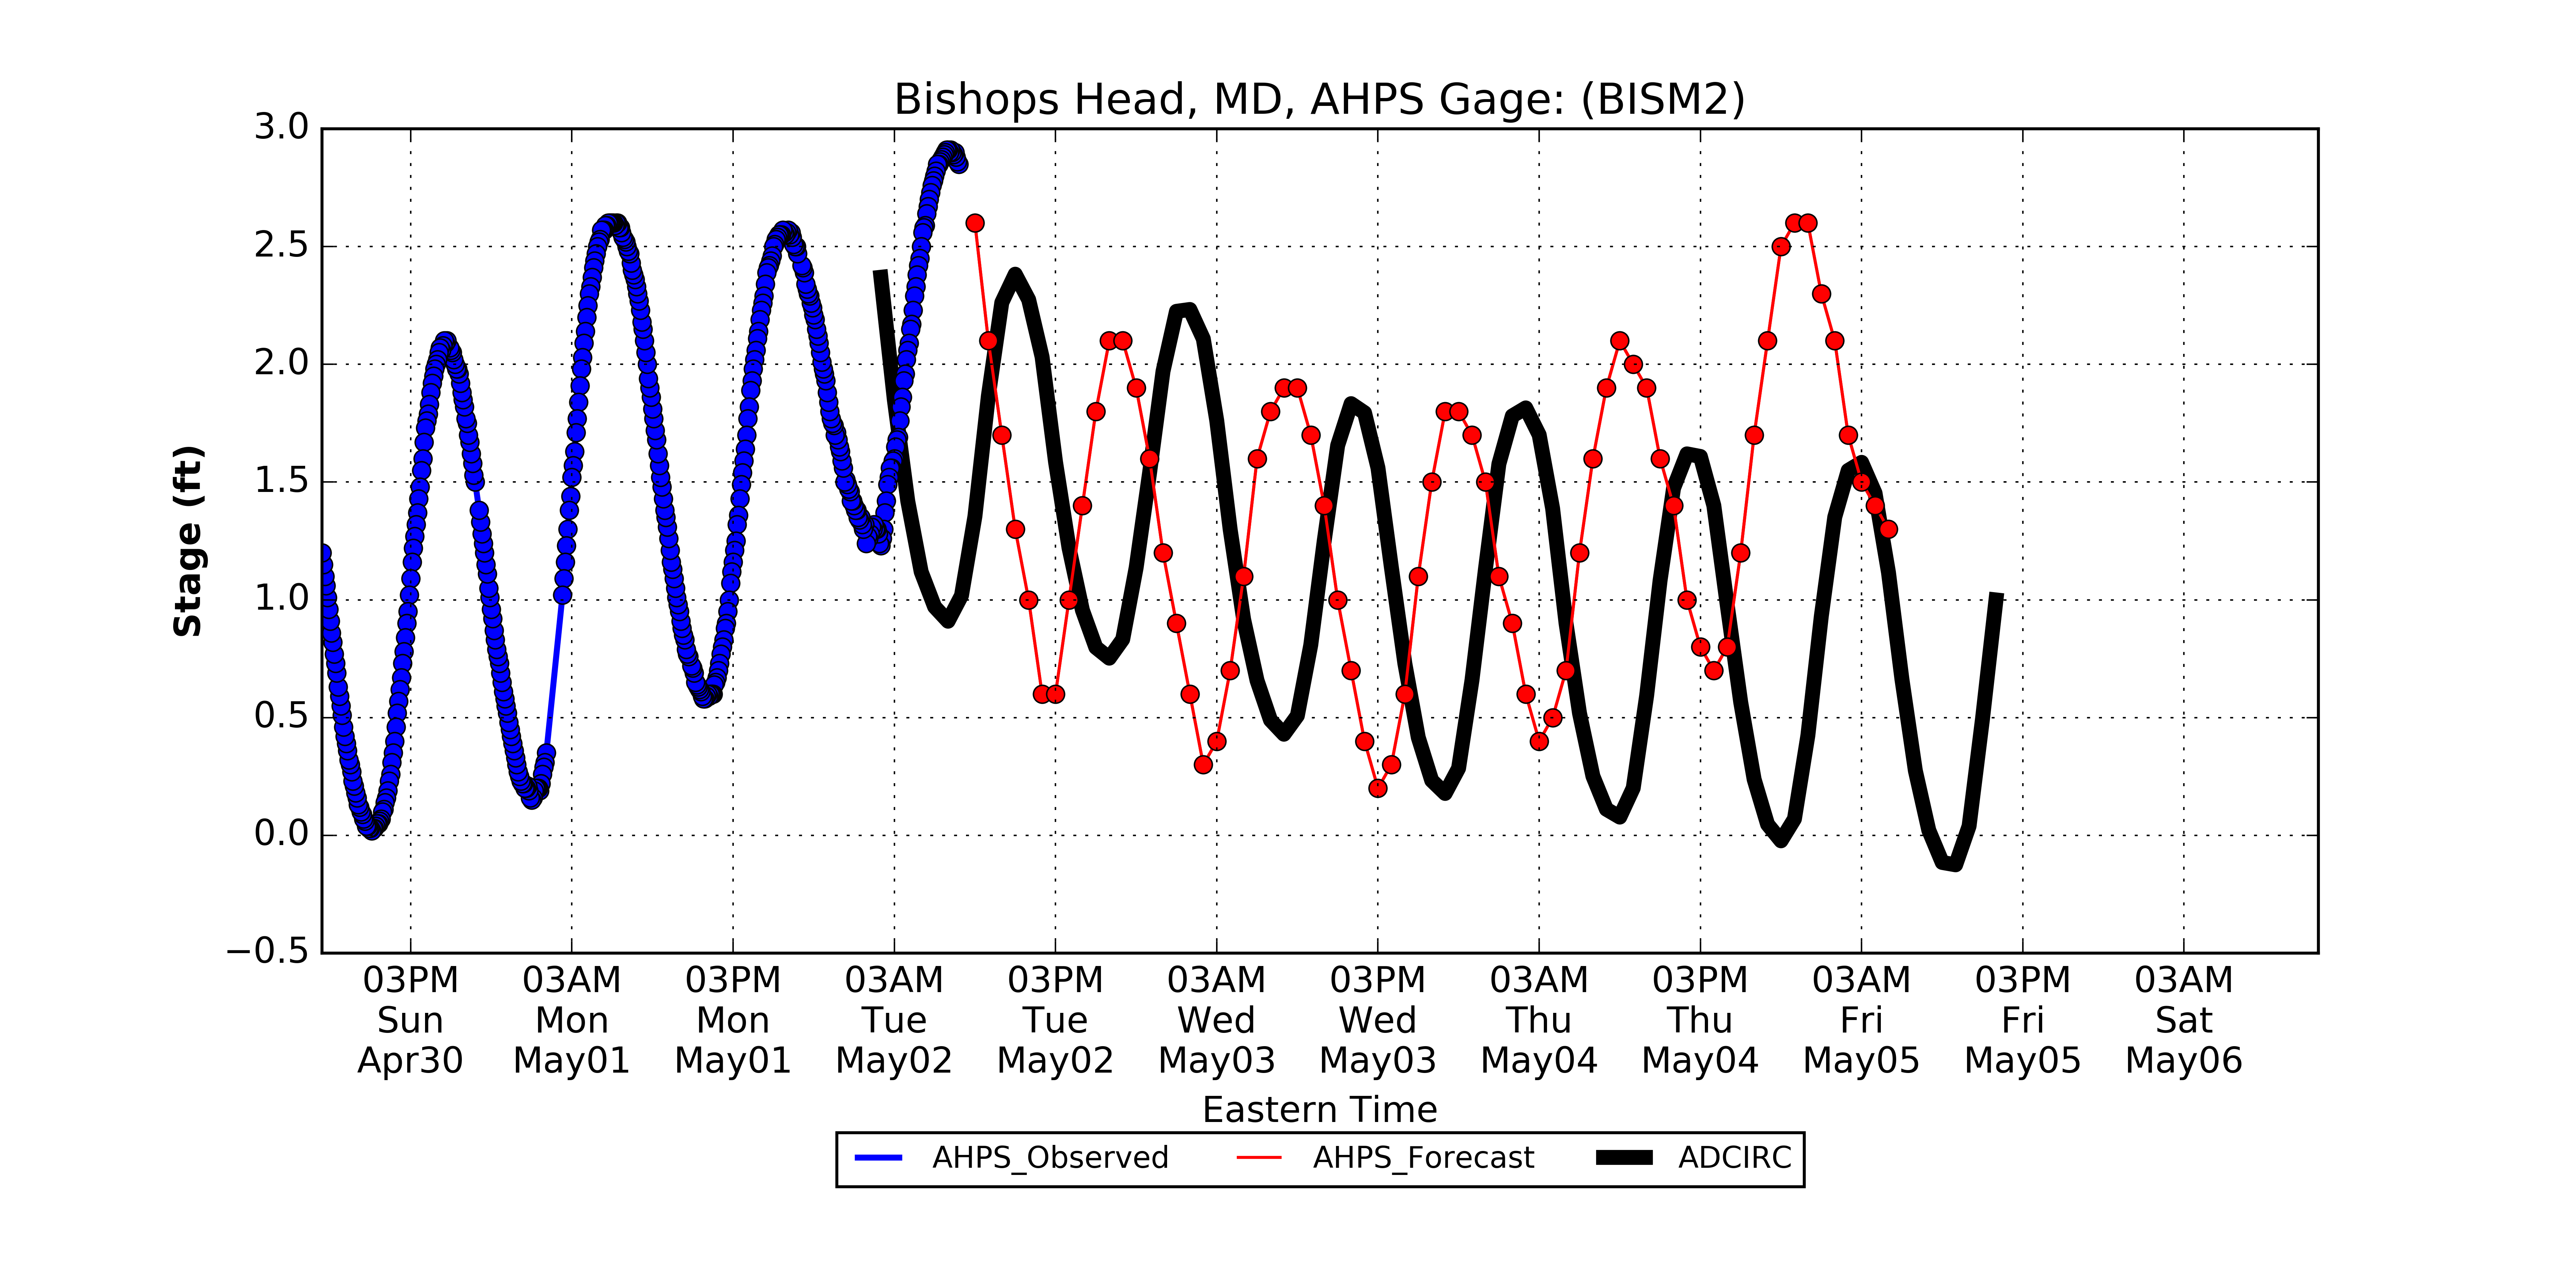 Bishops Head, MD, AHPS Gage: (BISM2)
3.0
2.5
2.0
1.5
1.0
0.5
0.0
−0.5
Stage (ft)
03PM 03AM 03PM 03AM 03PM 03AM 03PM 03AM 03PM 03AM 03PM 03AM
Sun Mon Mon Tue Tue Wed Wed Thu Thu Fri Fri Sat
Apr30 May01 May01 May02 May02 May03 May03 May04 May04 May05 May05 May06
Eastern Time
AHPS_Observed AHPS_Forecast ADCIRC